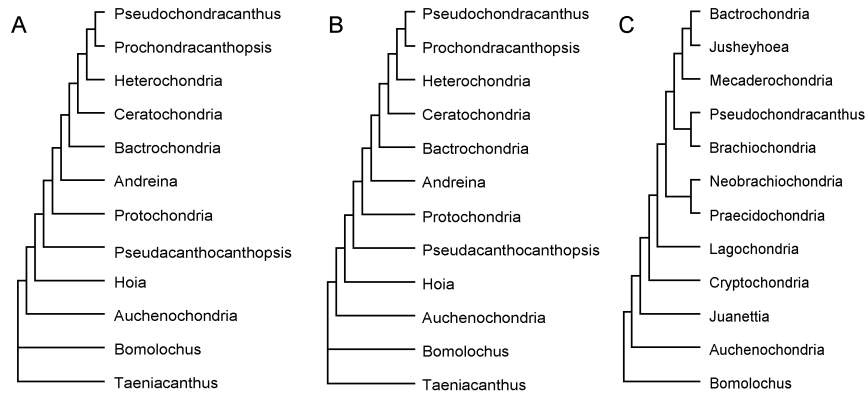 A
Pseudochondracanthus
Prochondracanthopsis
Heterochondria
Ceratochondria
Bactrochondria
Andreina
Protochondria
Pseudacanthocanthopsis
Hoia
Auchenochondria
Bomolochus
Taeniacanthus
B
Pseudochondracanthus
Prochondracanthopsis
Heterochondria
Ceratochondria
Bactrochondria
Andreina
Protochondria
Pseudacanthocanthopsis
Hoia
Auchenochondria
Bomolochus
Taeniacanthus
C
Bactrochondria
Jusheyhoea
Mecaderochondria
Pseudochondracanthus
Brachiochondria
Neobrachiochondria
Praecidochondria
Lagochondria
Cryptochondria
Juanettia
Auchenochondria
Bomolochus